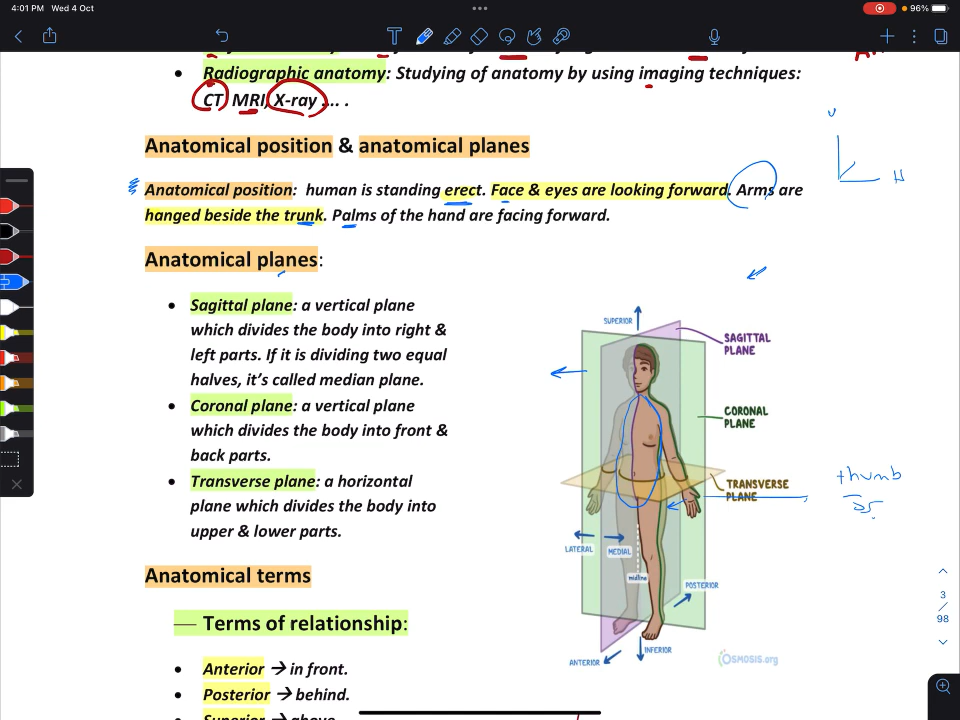 4:01 PM Wed 4 Oct
96%
Radiographic anatomy: Studying of anatomy by using imaging techniques:
CT, MRI, X-ray .... .
Anatomical position & anatomical planes
Anatomical position: human is standing erect. Face & eyes are looking forward. Arms are
hanged beside the trunk. Palms of the hand are facing forward.
Anatomical planes:
Sagittal plane: a vertical plane
which divides the body into right &
left parts. If it is dividing two equal
halves, it's called median plane.
Coronal plane: a vertical plane
which divides the body into front &
back parts.
Transverse plane: a horizontal
plane which divides the body into
upper & lower parts.
SUPERIOR
SAGITTAL
PLANE
CORONAL
PLANE
TRANSVERSE
PLANE
thumb
LATERAL
MEDIAL
midline
POSTERIOR
ANTERIOR
INFERIOR
OSMOSIS.org
Anatomical terms
— Terms of relationship:
Anterior → in front.
Posterior → behind.
3
/
98